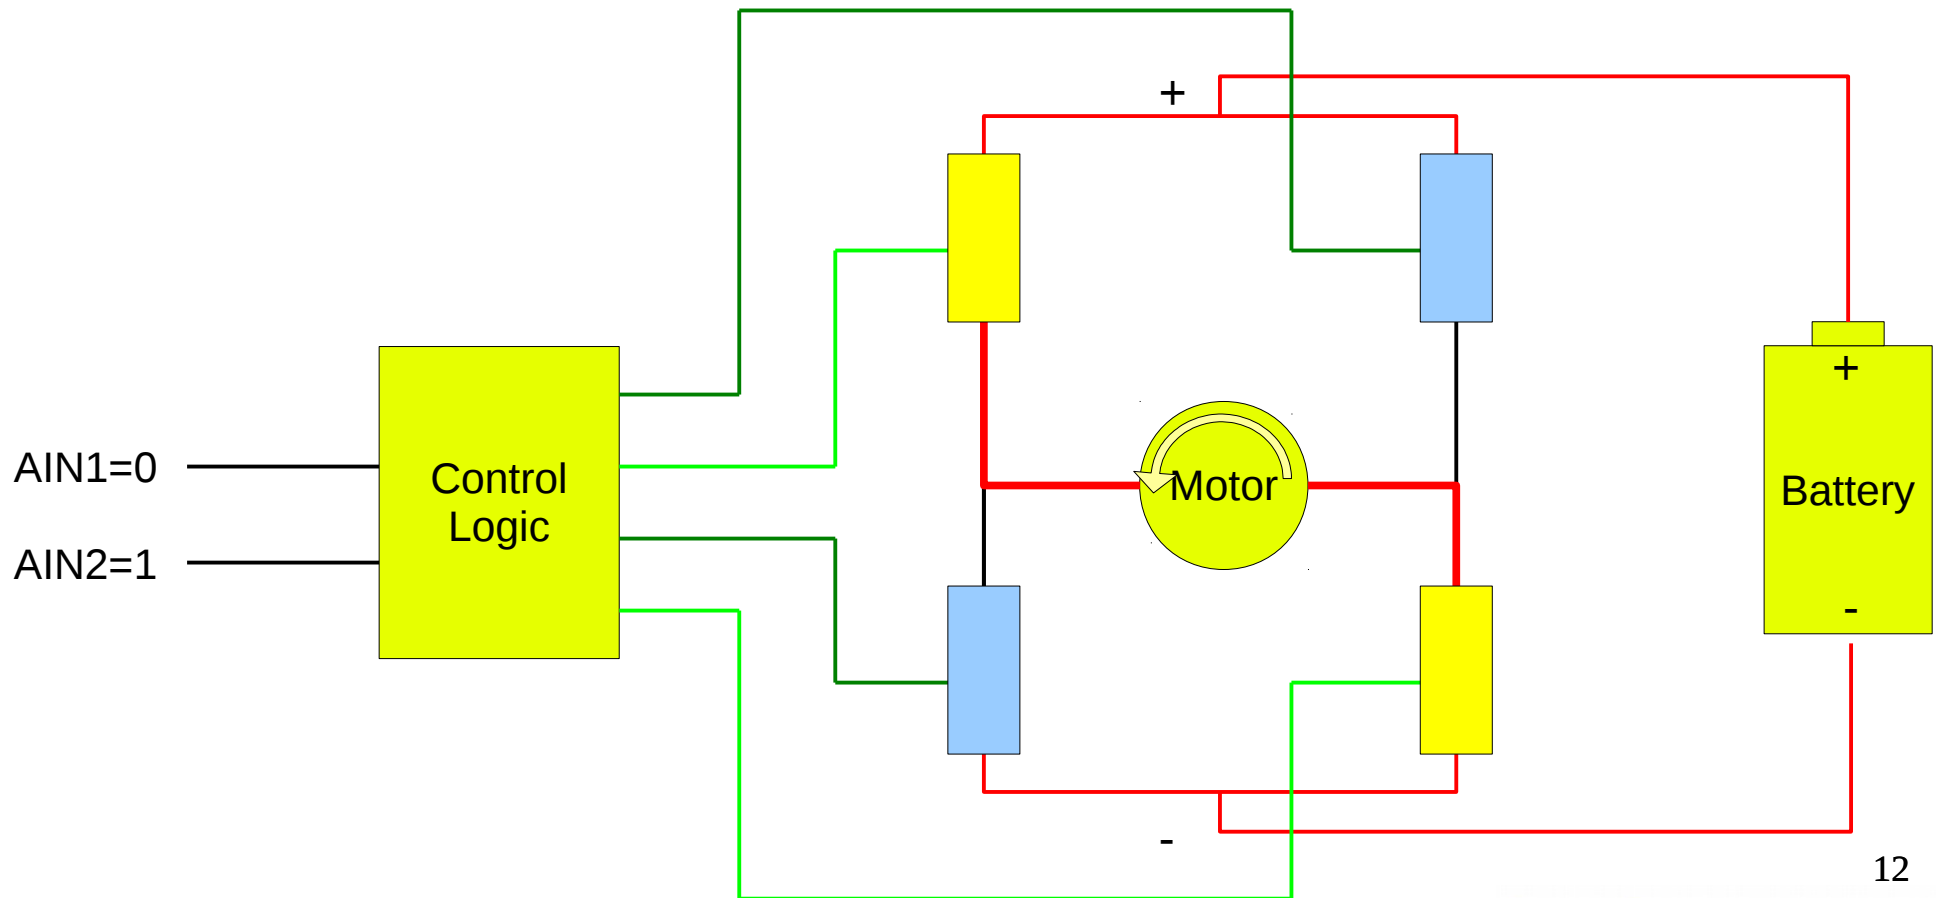 +
+
AIN1=0
Control
Logic
Motor
Battery
AIN2=1
-
-
12